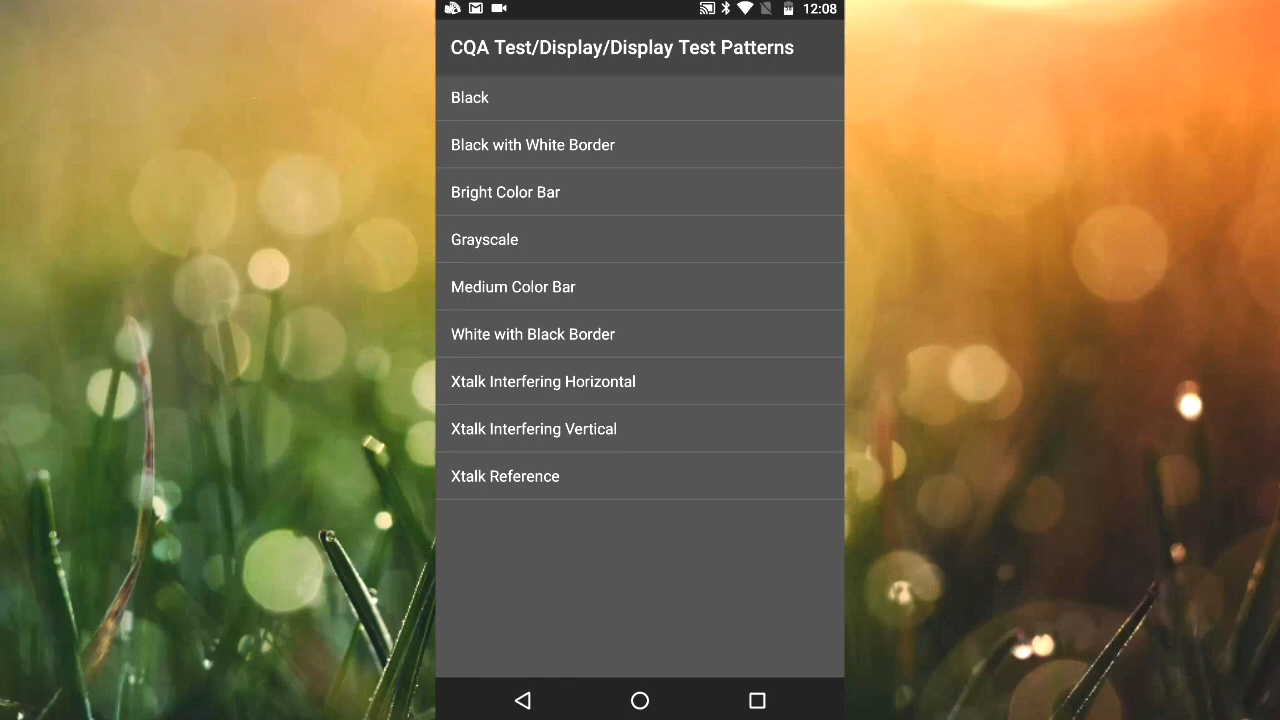 12:08
CQA Test/Display/Display Test Patterns
Black
Black with White Border
Bright Color Bar
Grayscale
Medium Color Bar
White with Black Border
Xtalk Interfering Horizontal
Xtalk Interfering Vertical
Xtalk Reference